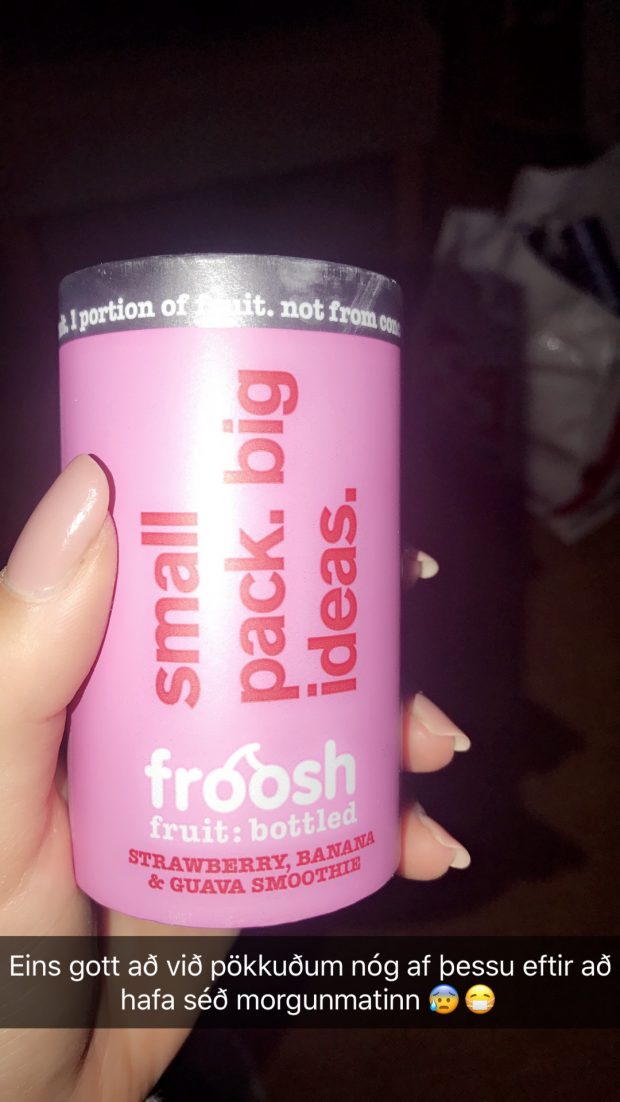 1 portion of fruit. not from
small
pack. big
ideas.
froosh
fruit: bottled
STRAWBERRY, BANANA
& GUAVA SMOOTHIE
Eins gott að við pökkuðum nóg af þessu eftir að
hafa séð morgunmatinn 😰😷